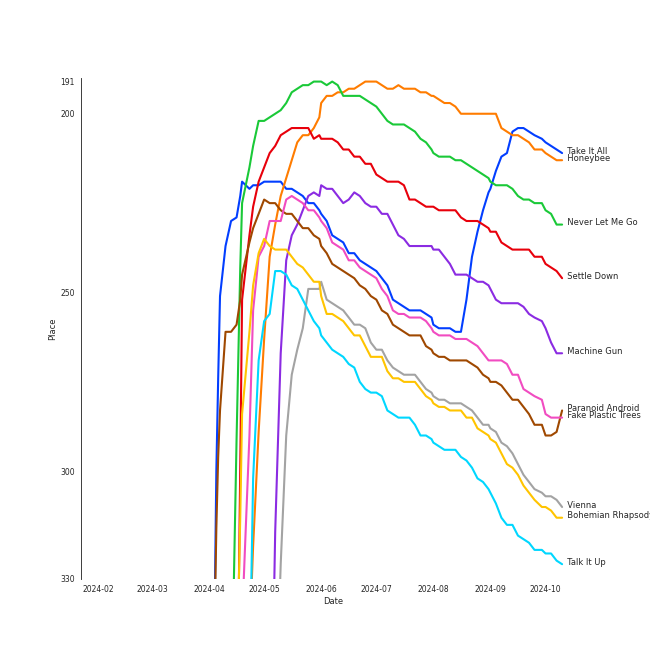 191
200
250
300
330
Place
2024-02
2024-03
2024-04
2024-05
2024-06
2024-07
2024-08
2024-09
2024-10
Date
Take It All
Honeybee
Never Let Me Go
Settle Down
Machine Gun
Paranoid Android
Fake Plastic Trees
Vienna
Bohemian Rhapsod
Talk It Up